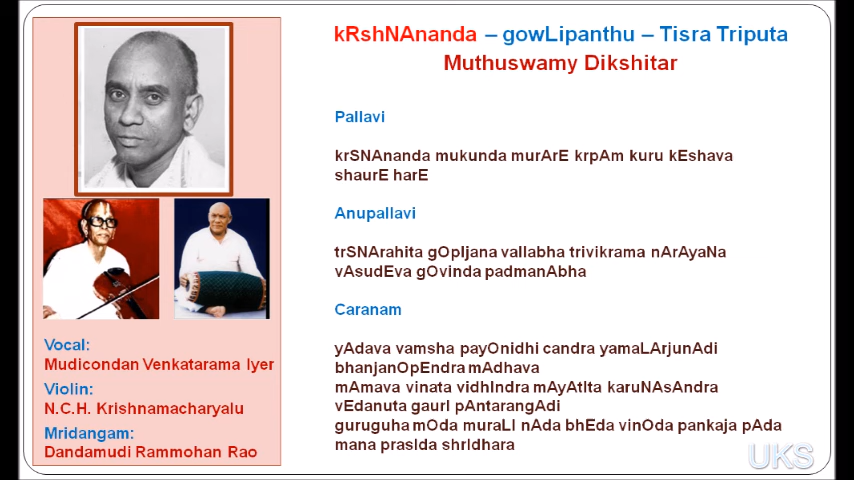 kRshNAnanda – gowLipanthu – Tisra Triputa
Muthuswamy Dikshitar
Pallavi
krSNAnanda mukunda murArE krpAm kuru kEshava
shaurE harE
Anupallavi
trSNArahita gOpIjana vallabha trivikrama nArAyaNa
vAsudEva gOvinda padmanAbha
Caranam
yAdava vamsha payOnidhi candra yamaLArjunAdi
bhanjanOpEndra mAdhava
mAmava vinata vidhIndra mAyAtIta karuNAsAndra
vEdanuta gaurI pAntarangAdi
guruguha mOda muraLI nAda bhEda vinOda pankaja pAda
mana prasIda shrIdhara
Vocal:
Mudicondan Venkatarama Iyer
Violin:
N.C.H. Krishnamacharyalu
Mridangam:
Dandamudi Rammohan Rao
UKS